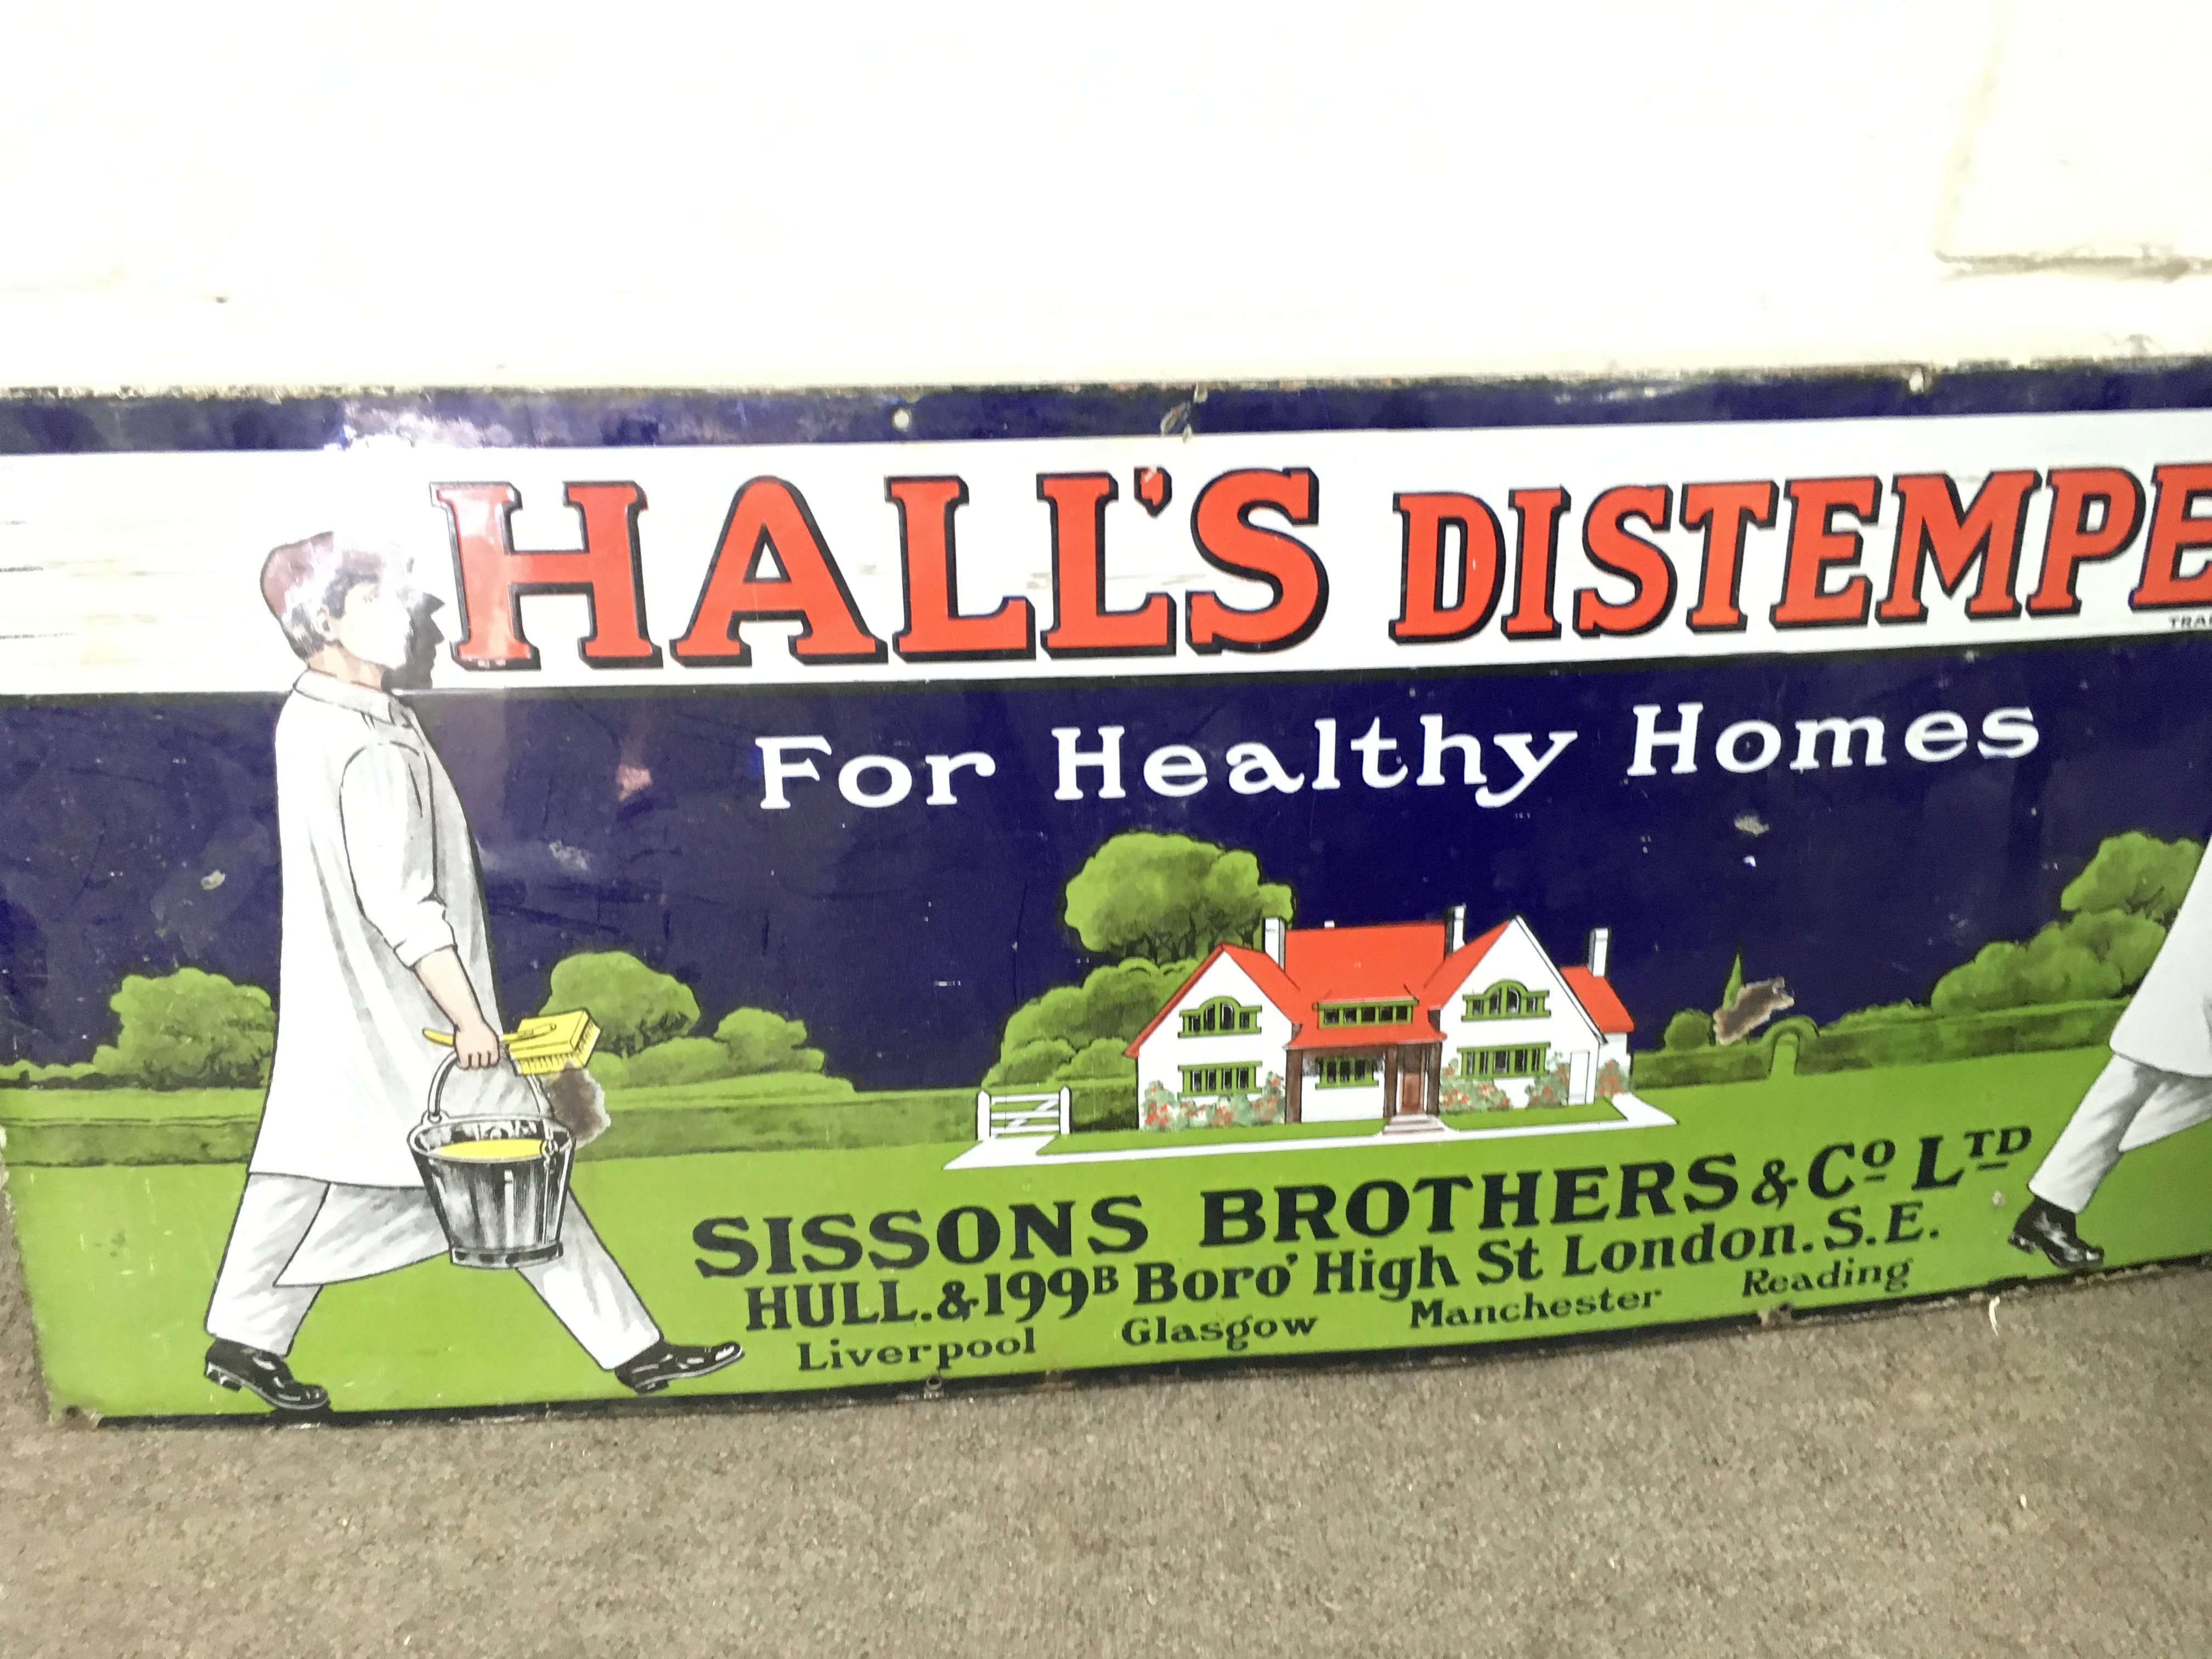 HALL'S DISTEMPE
TRA
For Healthy Homes
SISSONS BROTHERS & Cº LTD
HULL. & 199B Boro' High St London. S.E.
Liverpool Glasgow Manchester Reading